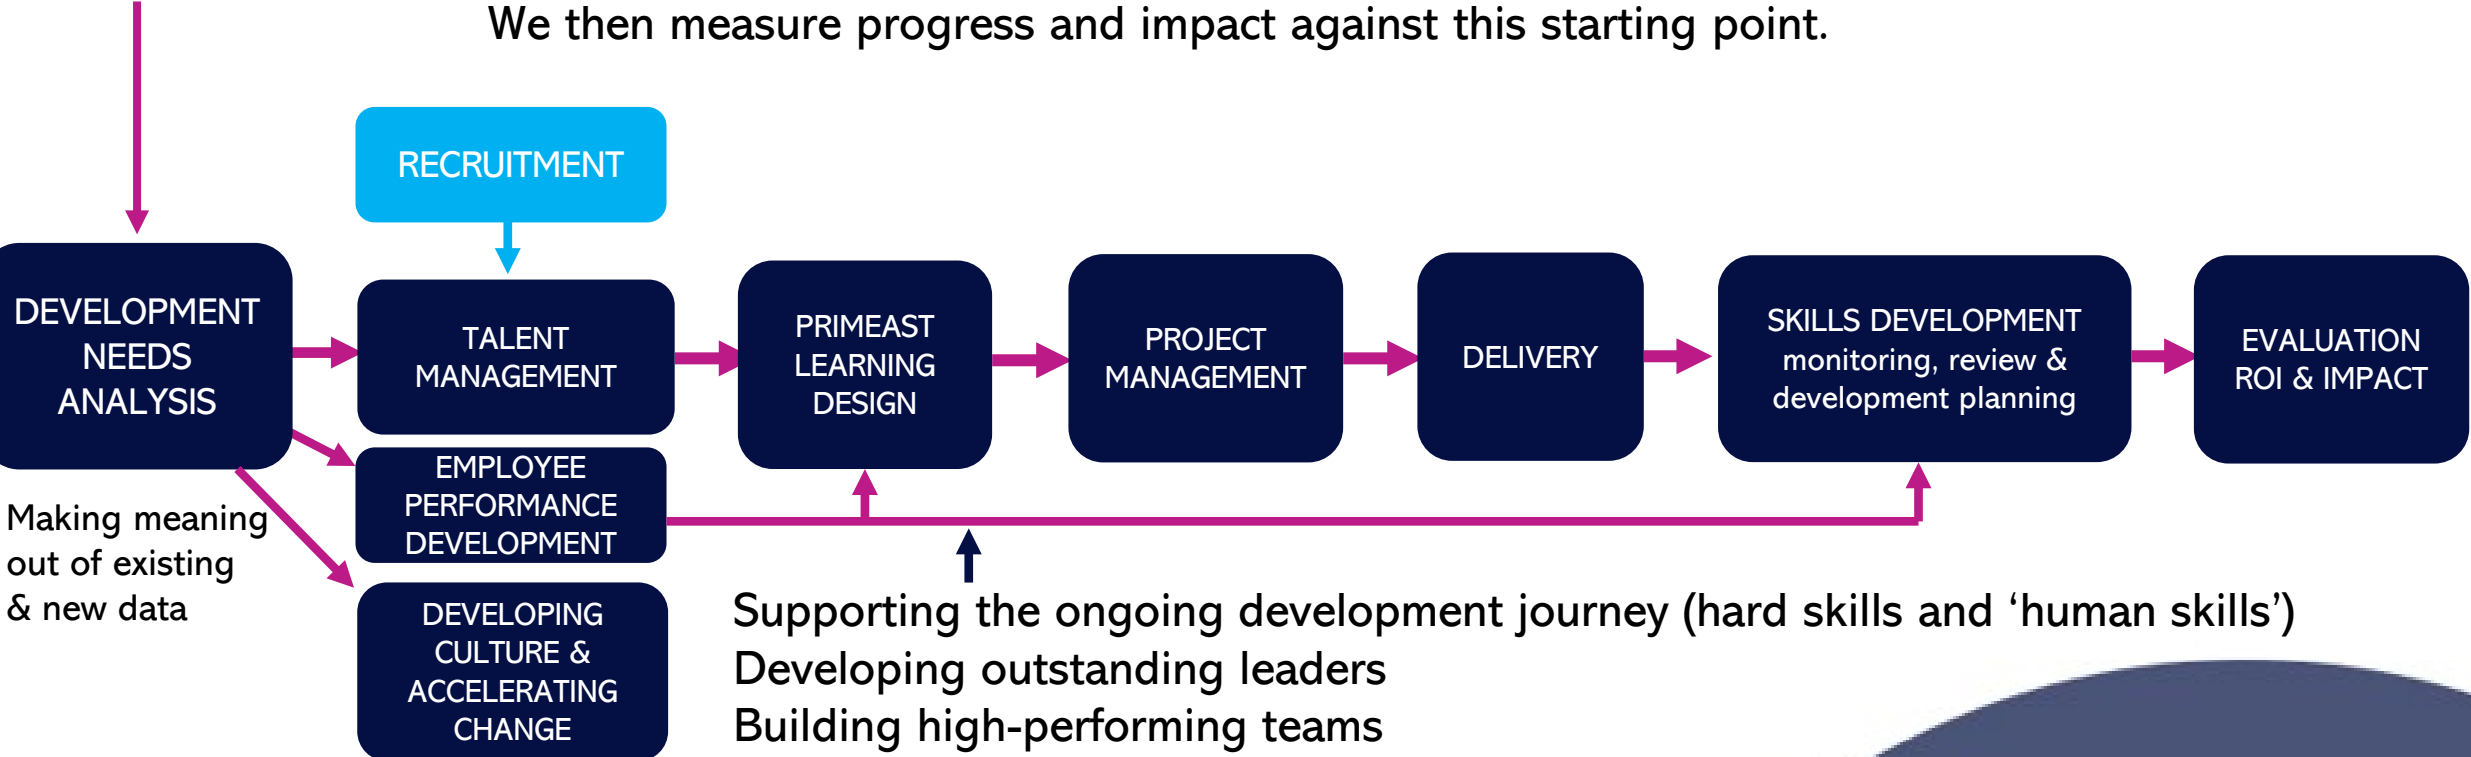 We then measure progress and impact against this starting point.
RECRUITMENT
DEVELOPMENT
NEEDS
ANALYSIS
TALENT
MANAGEMENT
PRIMEAST
LEARNING
DESIGN
PROJECT
MANAGEMENT
DELIVERY
SKILLS DEVELOPMENT
monitoring, review &
development planning
EVALUATION
ROI & IMPACT
EMPLOYEE
PERFORMANCE
DEVELOPMENT
Making meaning
out of existing
& new data
DEVELOPING
CULTURE &
ACCELERATING
CHANGE
Supporting the ongoing development journey (hard skills and ‘human skills’)
Developing outstanding leaders
Building high-performing teams